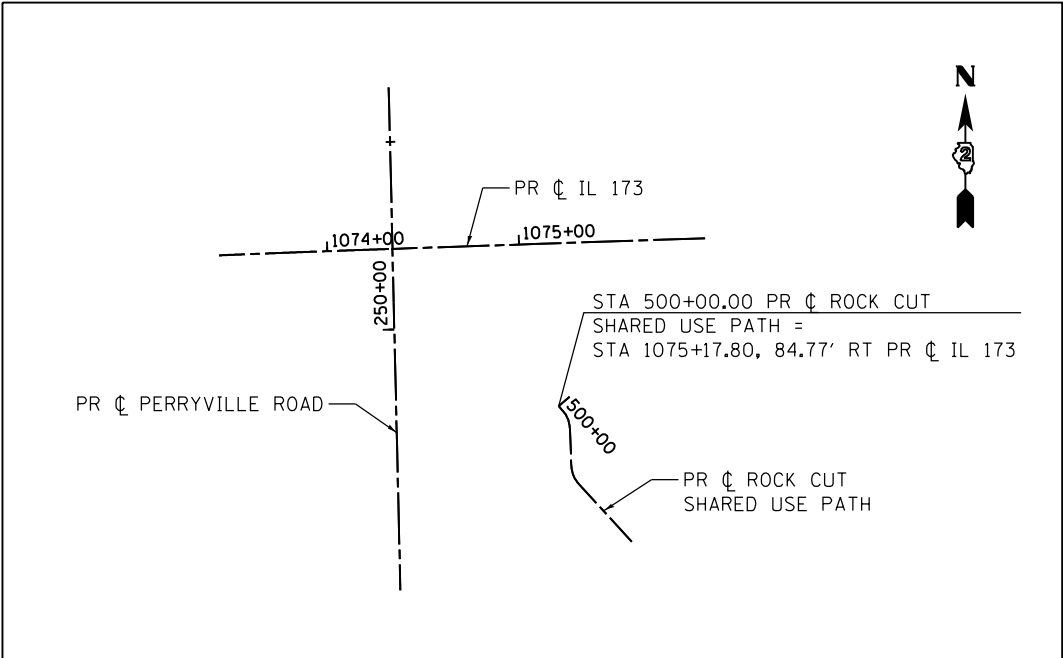 N
2
PR ℄ IL 173
1074+00
1075+00
250+00
STA 500+00.00 PR ℄ ROCK CUT
SHARED USE PATH =
STA 1075+17.80, 84.77' RT PR ℄ IL 173
PR ℄ PERRYVILLE ROAD
500+00
PR ℄ ROCK CUT
SHARED USE PATH